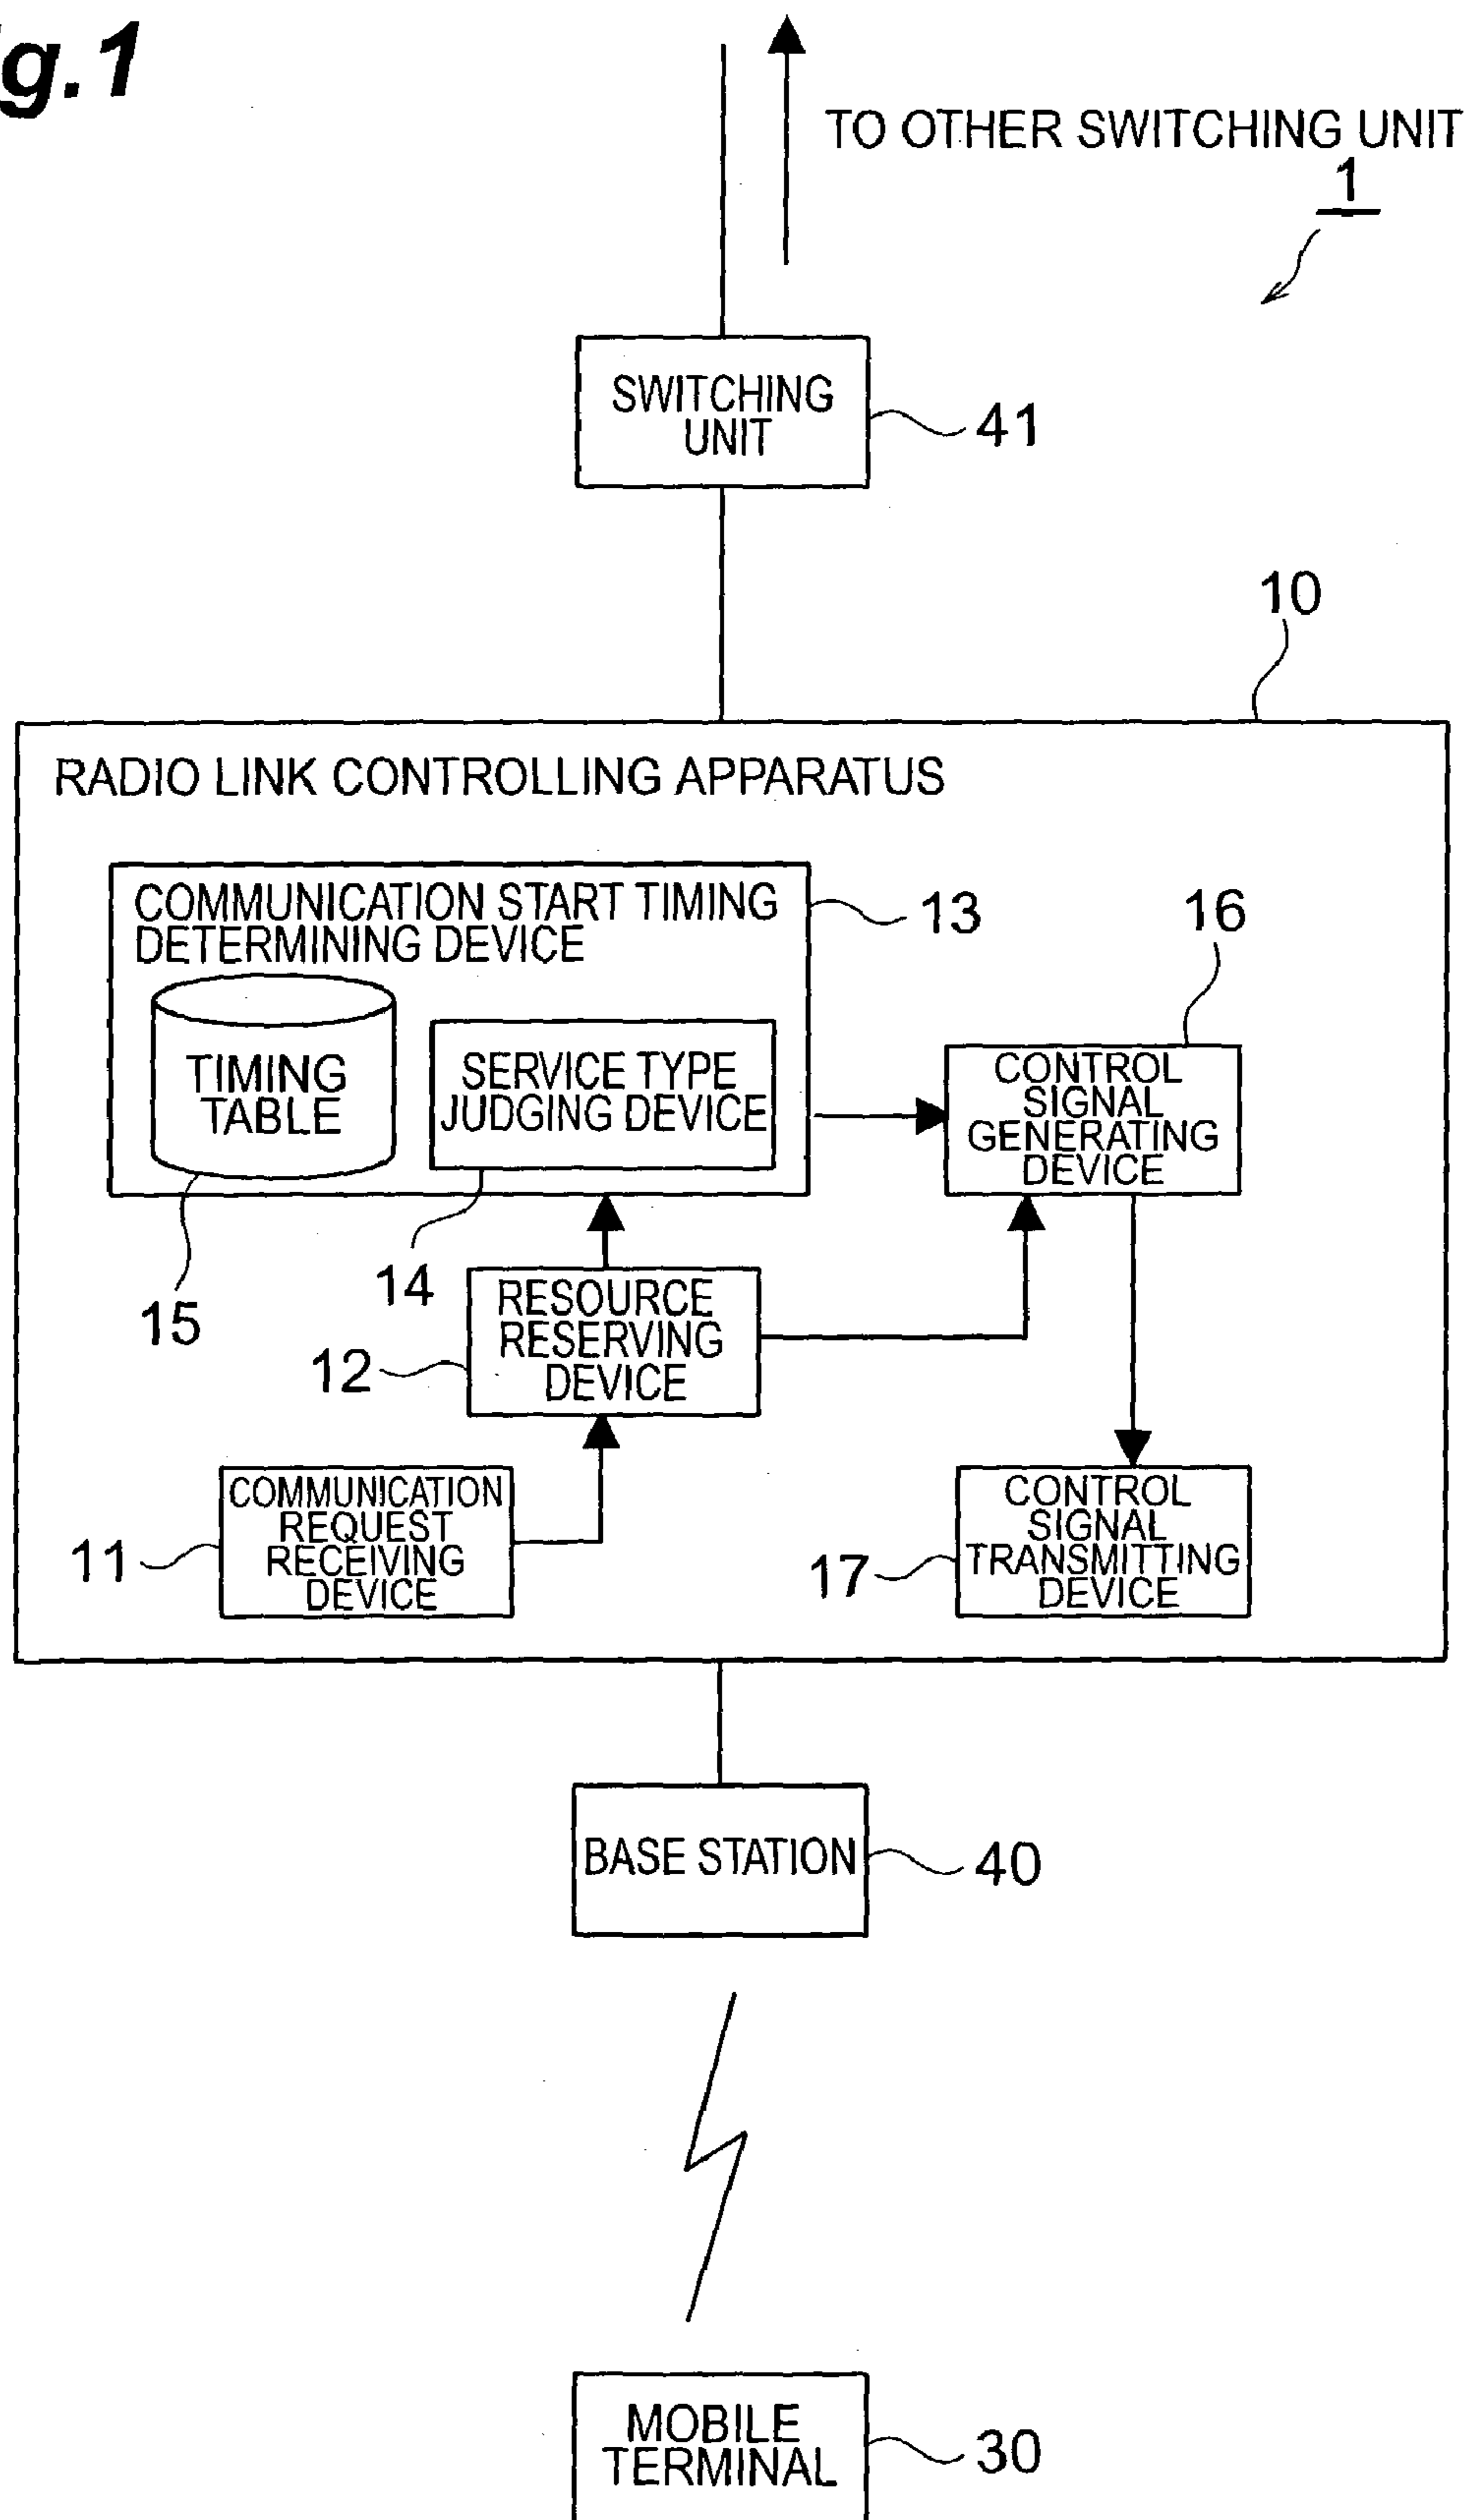 g.1
TO OTHER SWITCHING UNIT
1
SWITCHING
UNIT
41
10
RADIO LINK CONTROLLING APPARATUS
COMMUNICATION START TIMING
DETERMINING DEVICE
13
16
TIMING
TABLE
SERVICE TYPE
JUDGING DEVICE
CONTROL
SIGNAL
GENERATING
DEVICE
15
14
RESOURCE
RESERVING
DEVICE
12
COMMUNICATION
REQUEST
RECEIVING
DEVICE
11
CONTROL
SIGNAL
TRANSMITTING
DEVICE
17
BASE STATION
40
MOBILE
TERMINAL
30